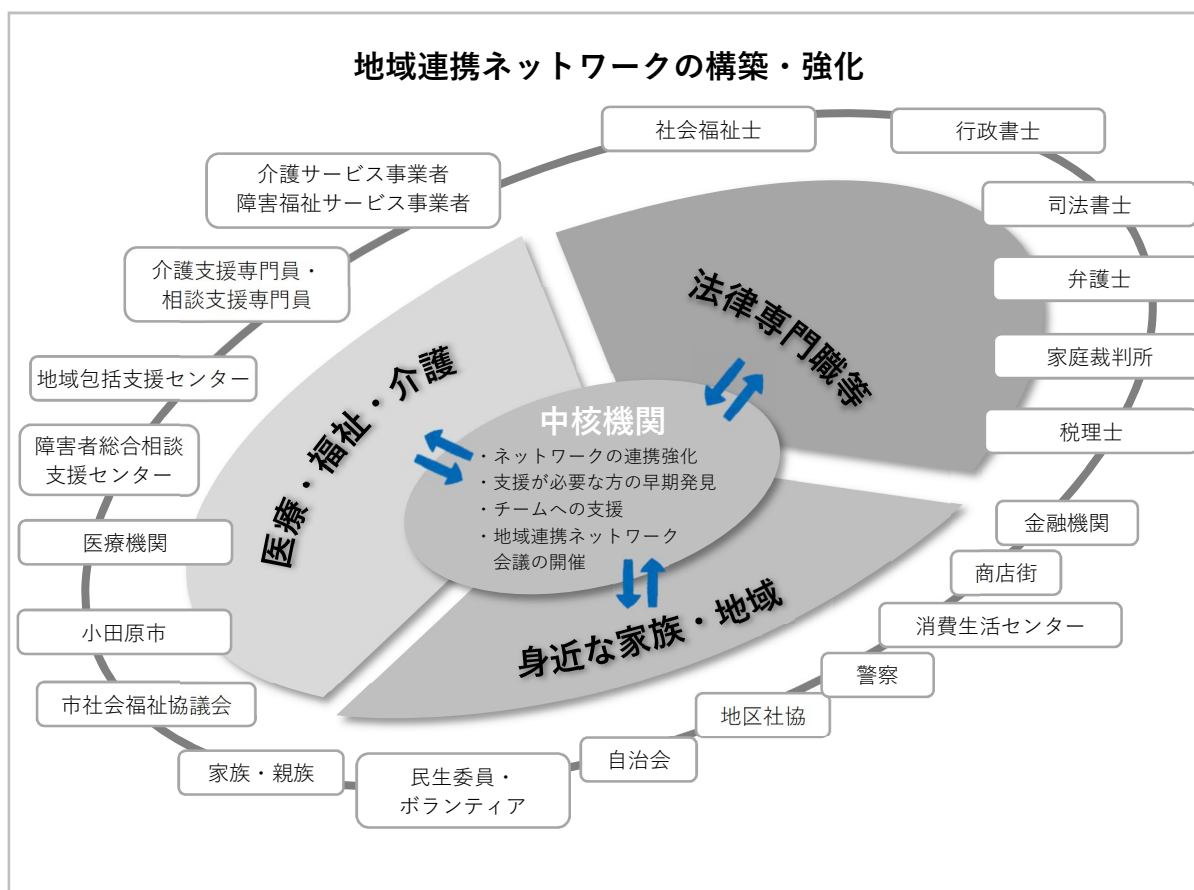 地域連携ネットワークの構築・強化
社会福祉士
行政書士
介護サービス事業者
障害福祉サービス事業者
司法書士
介護支援専門員・
相談支援専門員
弁護士
法律専門職等
家庭裁判所
地域包括支援センター
医療・福祉・介護
中核機関
・ネットワークの連携強化
・支援が必要な方の早期発見
・チームへの支援
・地域連携ネットワーク
会議の開催
税理士
障害者総合相談
支援センター
金融機関
医療機関
商店街
身近な家族・地域
小田原市
消費生活センター
警察
市社会福祉協議会
地区社協
自治会
家族・親族
民生委員・
ボランティア